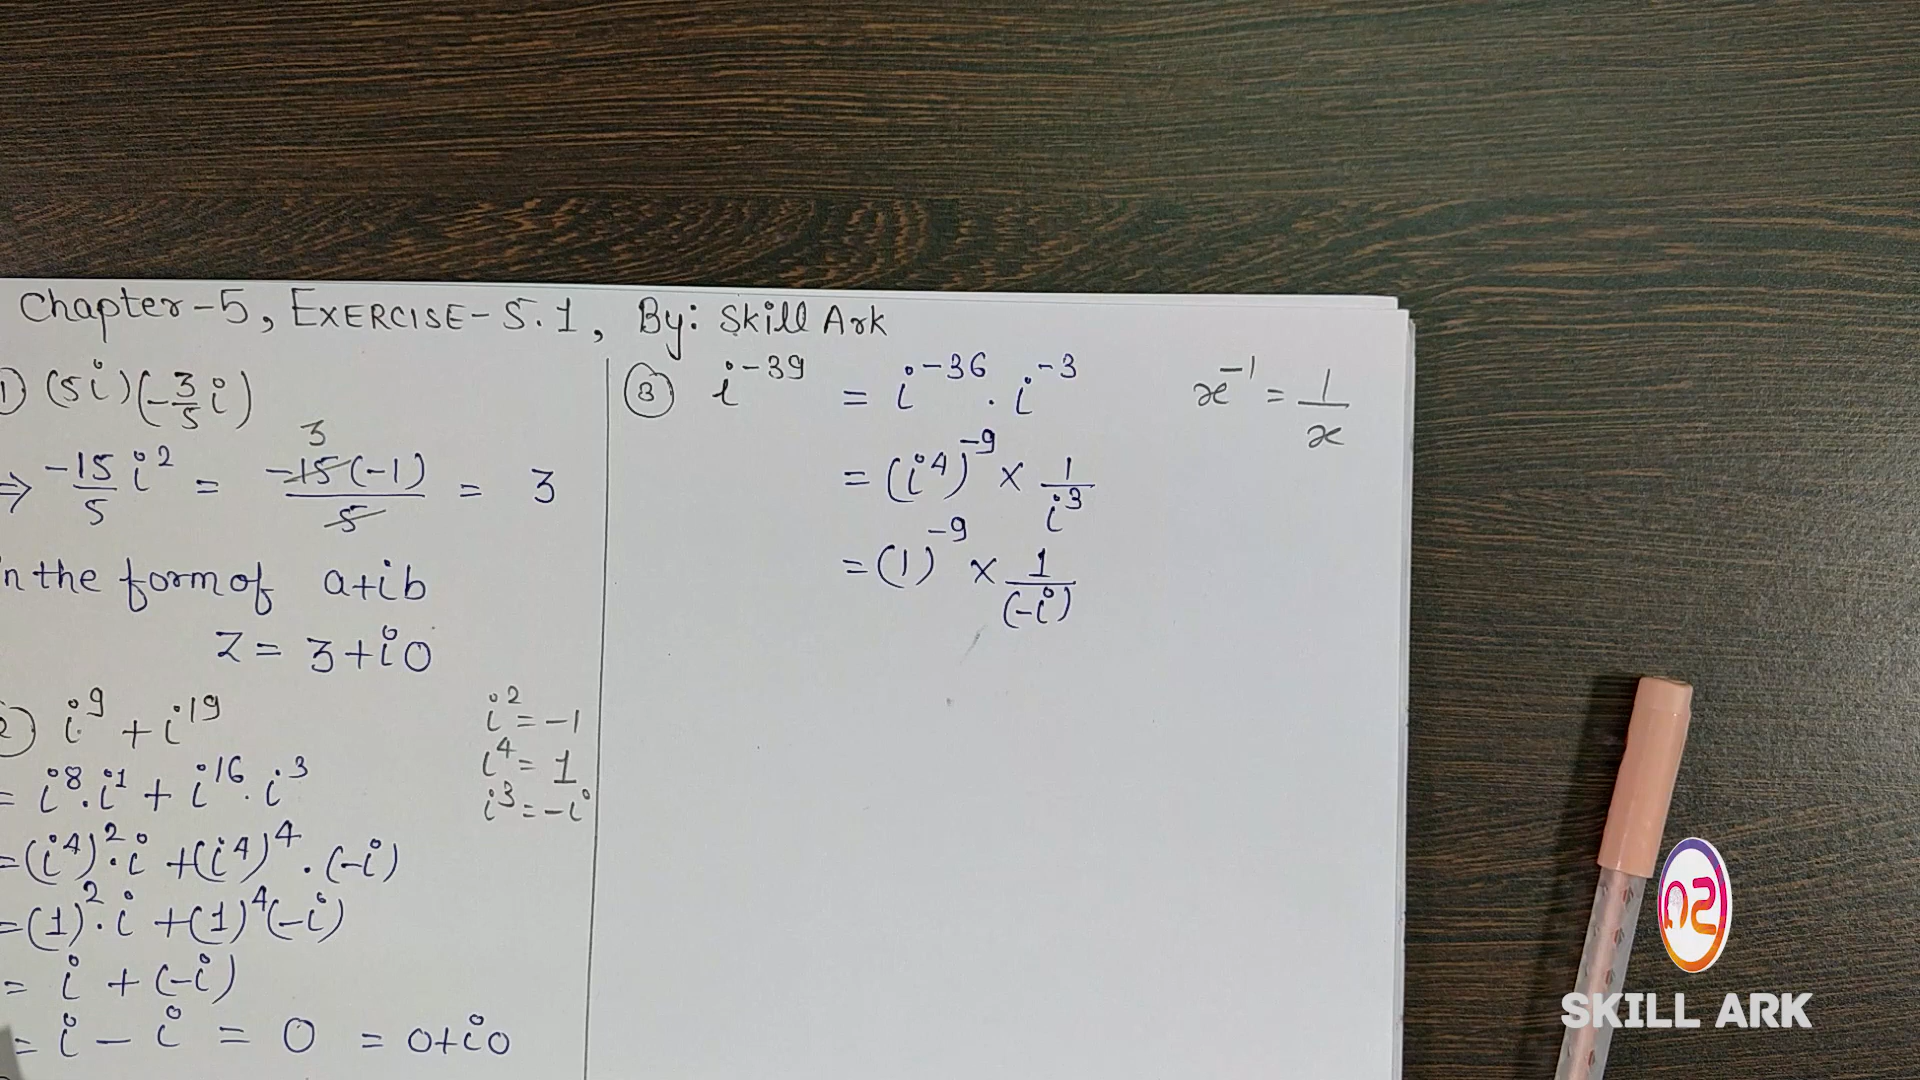 Chapter-5, EXERCISE-5.1, By: Skill Ark
1) (5i)(-3/5 i)
3
⇒ -15/5 i² = -15(-1)/5 = 3
in the form of a+ib
Z = 3+i0
2) i⁹ + i¹⁹
i² = -1
= i⁸.i¹ + i¹⁶.i³
i⁴ = 1
i³ = -i
= (i⁴)².i + (i⁴)⁴.(-i)
= (1)².i + (1)⁴(-i)
= i + (-i)
= i - i = 0 = 0+i0
3) i⁻³⁹ = i⁻³⁶ . i⁻³
x⁻¹ = 1/x
= (i⁴)⁻⁹ × 1/i³
= (1)⁻⁹ × 1/(-i)
SKILL ARK